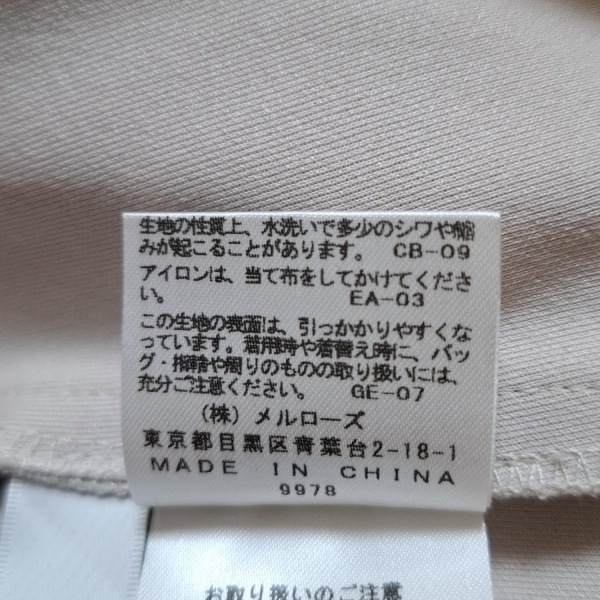 生地の性質上、水洗いで多少のシワや縮
みが起こることがあります。 CB-09
アイロンは、当て布をしてかけてくださ
い。 EA-03
この生地の表面は、引っかかりやすくな
っています。着用時や着替え時に、バッ
グ・指輪や周りのものの取り扱いには、
充分ご注意ください。 GE-07
(株) メルローズ
東京都目黒区青葉台2-18-1
MADE IN CHINA
9978
お取り扱いのご注意